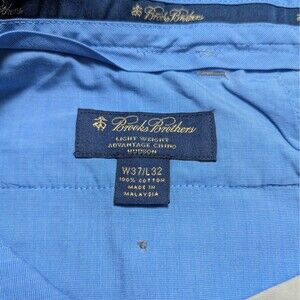 Brooks Brothers
Brooks Brothers
LIGHT WEIGHT
ADVANTAGE CHINO
HUDSON
W37/L32
100% COTTON
MADE IN
MALAYSIA